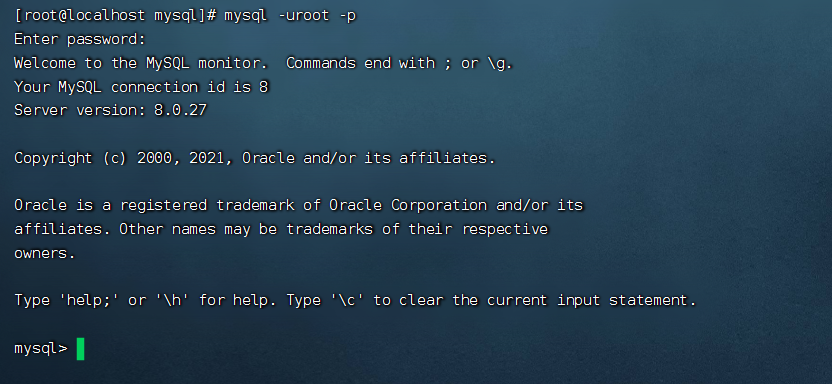 [root@localhost mysql]# mysql -uroot -p
Enter password:
Welcome to the MySQL monitor.  Commands end with ; or \g.
Your MySQL connection id is 8
Server version: 8.0.27
Copyright (c) 2000, 2021, Oracle and/or its affiliates.
Oracle is a registered trademark of Oracle Corporation and/or its
affiliates. Other names may be trademarks of their respective
owners.
Type 'help;' or '\h' for help. Type '\c' to clear the current input statement.
mysql>